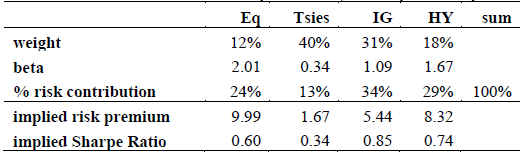 Eq Tsies IG HY sum
weight 12% 40% 31% 18%
beta 2.01 0.34 1.09 1.67
% risk contribution 24% 13% 34% 29% 100%
implied risk premium 9.99 1.67 5.44 8.32
implied Sharpe Ratio 0.60 0.34 0.85 0.74